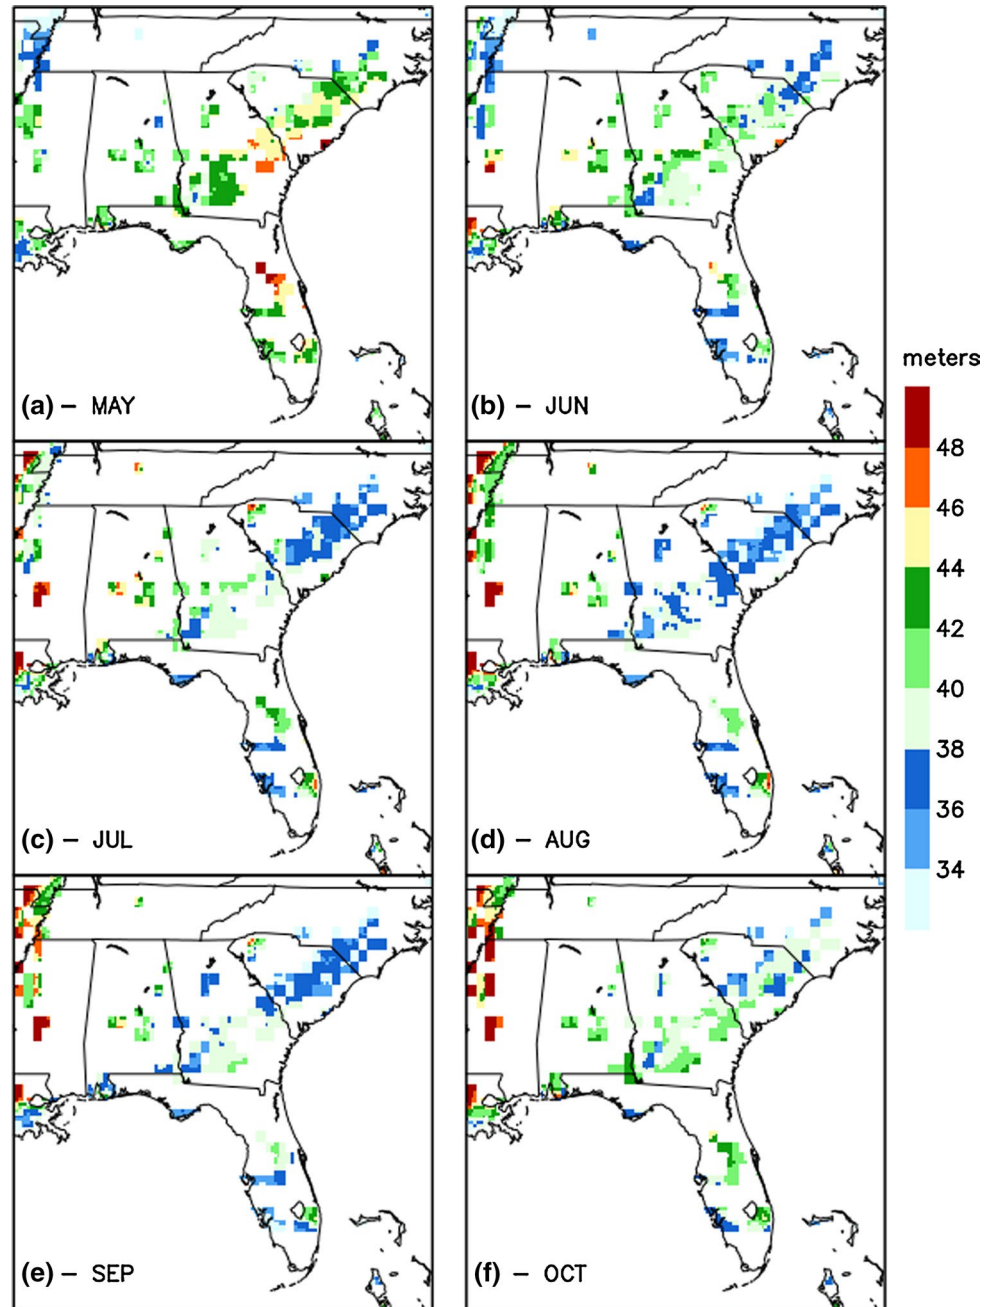 (a) – MAY
(b) – JUN
meters
48
46
44
42
40
38
36
34
(c) – JUL
(d) – AUG
(e) – SEP
(f) – OCT